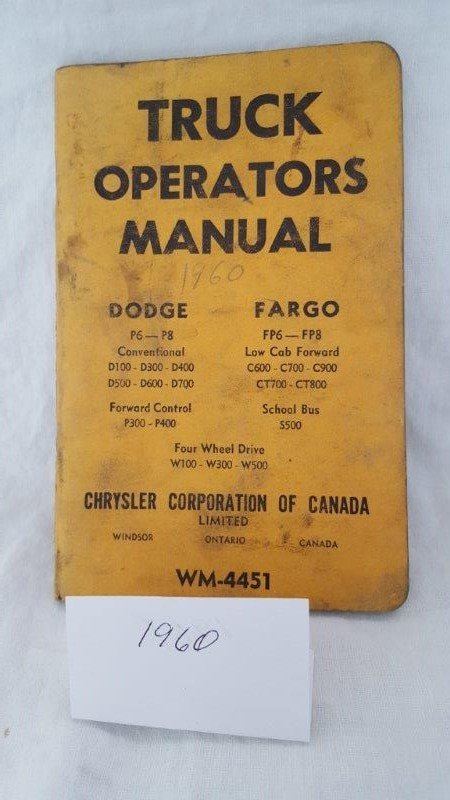 TRUCK
OPERATORS
MANUAL
1960
DODGE
P6 — P8
Conventional
D100 - D300 - D400
D500 - D600 - D700
Forward Control
P300 - P400
FARGO
FP6 — FP8
Low Cab Forward
C600 - C700 - C900
CT700 - CT800
School Bus
S500
Four Wheel Drive
W100 - W300 - W500
CHRYSLER CORPORATION OF CANADA
LIMITED
WINDSOR ONTARIO CANADA
WM-4451
1960